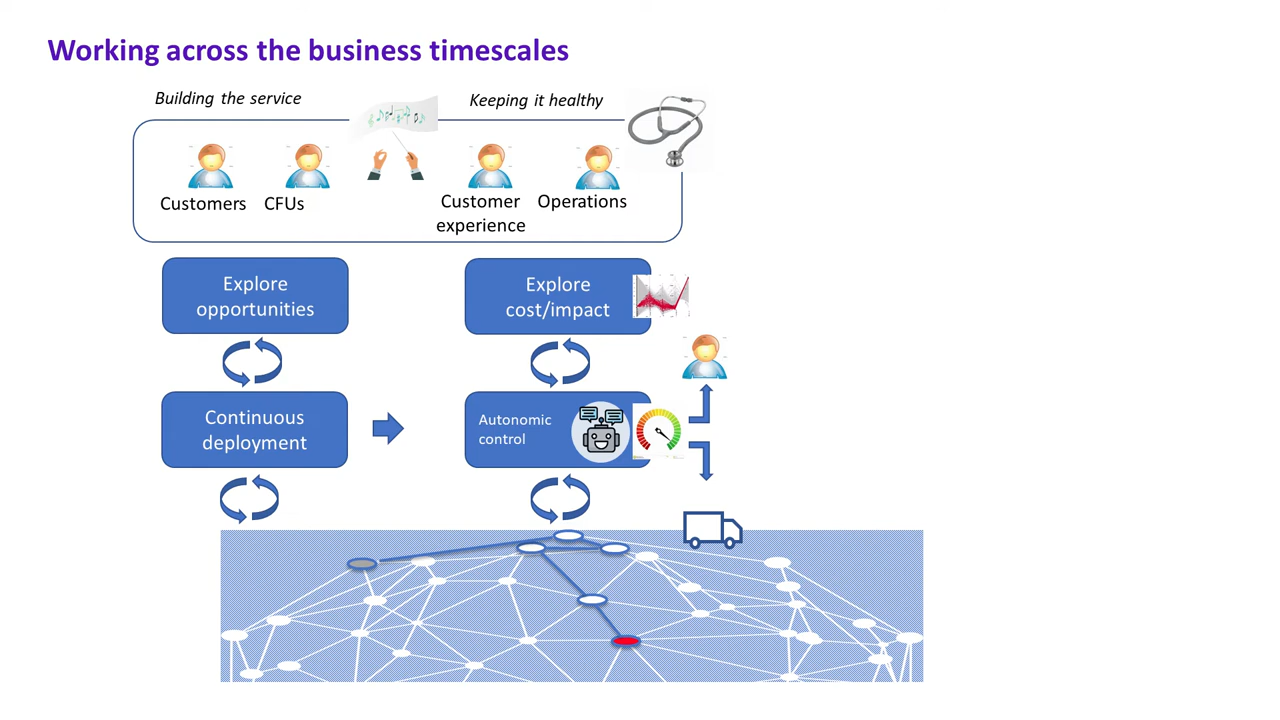 Working across the business timescales
Building the service
Keeping it healthy
Customers
CFUs
Customer
experience
Operations
Explore
opportunities
Explore
cost/impact
Continuous
deployment
Autonomic
control